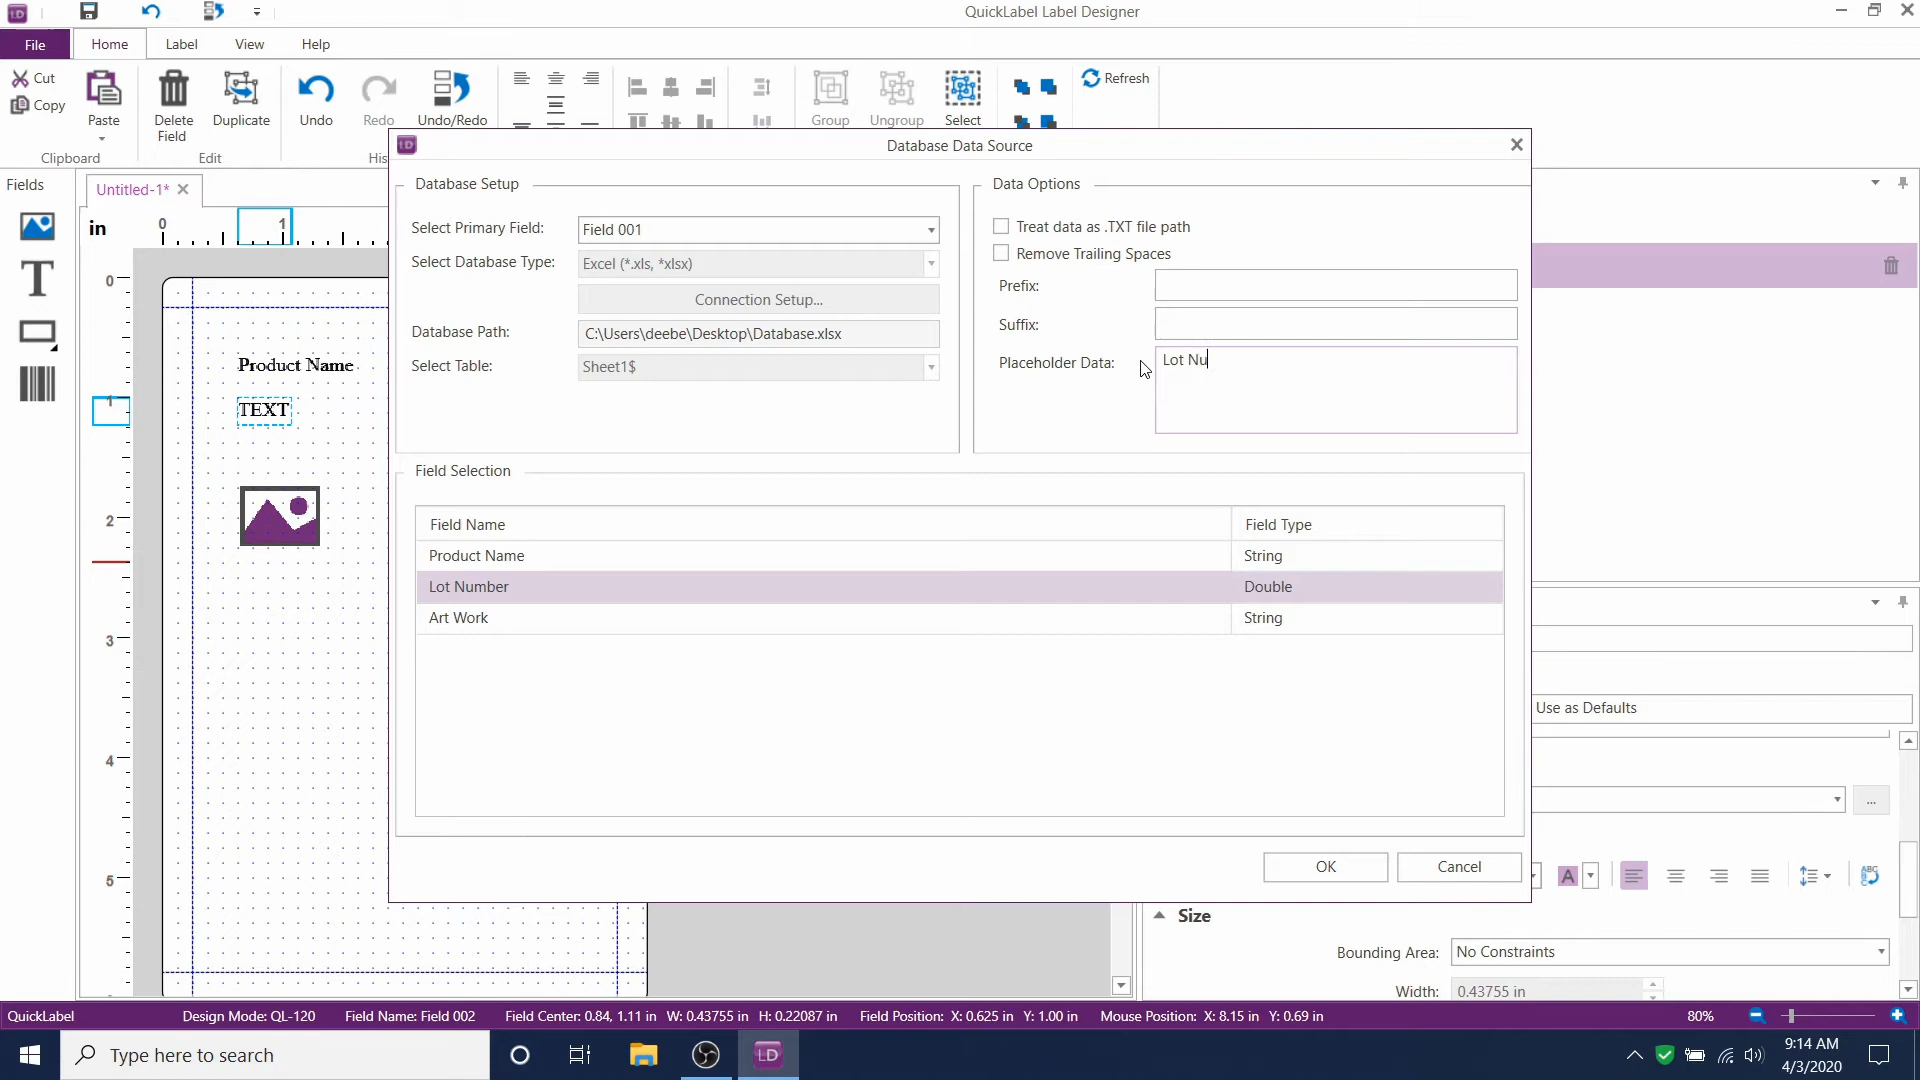 LD
QuickLabel Label Designer
File Home Label View Help
Cut
Copy
Paste
Delete
Field
Duplicate
Undo
Redo
Undo/Redo
Group
Ungroup
Select
Refresh
Clipboard
Edit
His
LD
Database Data Source
Fields
Untitled-1*
in
0
1
0
1
2
3
4
5
Product Name
TEXT
Database Setup
Select Primary Field: Field 001
Select Database Type: Excel (*.xls, *xlsx)
Connection Setup...
Database Path: C:\Users\deebe\Desktop\Database.xlsx
Select Table: Sheet1$
Data Options
Treat data as .TXT file path
Remove Trailing Spaces
Prefix:
Suffix:
Placeholder Data: Lot Nu
Field Selection
Field Name Field Type
Product Name String
Lot Number Double
Art Work String
OK Cancel
Use as Defaults
...
A
ABC
Size
Bounding Area: No Constraints
Width: 0.43755 in
QuickLabel Design Mode: QL-120 Field Name: Field 002 Field Center: 0.84, 1.11 in W: 0.43755 in H: 0.22087 in Field Position: X: 0.625 in Y: 1.00 in Mouse Position: X: 8.15 in Y: 0.69 in 80%
Type here to search
LD
9:14 AM
4/3/2020